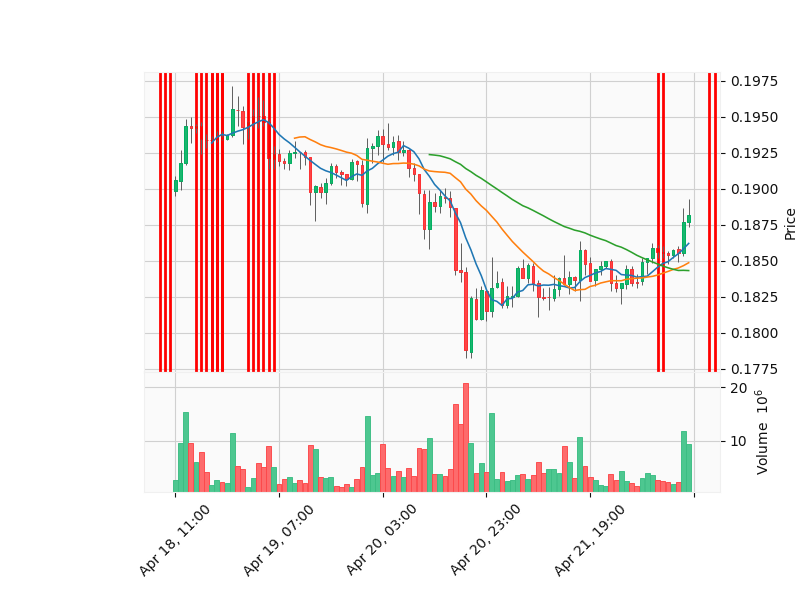 0.1975
0.1950
0.1925
0.1900
0.1875
0.1850
0.1825
0.1800
0.1775
Price
20
10
Volume 10⁶
Apr 18, 11:00
Apr 19, 07:00
Apr 20, 03:00
Apr 20, 23:00
Apr 21, 19:00